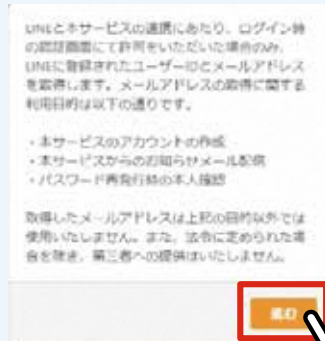 LINEと本サービスの連携にあたり、ログイン時
の認証画面にて許可をいただいた場合のみ、
LINEに登録されたユーザーIDとメールアドレス
を取得します。メールアドレスの取得に関する
利用目的は以下の通りです。
・本サービスのアカウントの作成
・本サービスからのお知らせメール配信
・パスワード再発行時の本人確認
取得したメールアドレスは上記の目的以外では
使用いたしません。また、法令に定められた場
合を除き、第三者への提供はいたしません。
進む